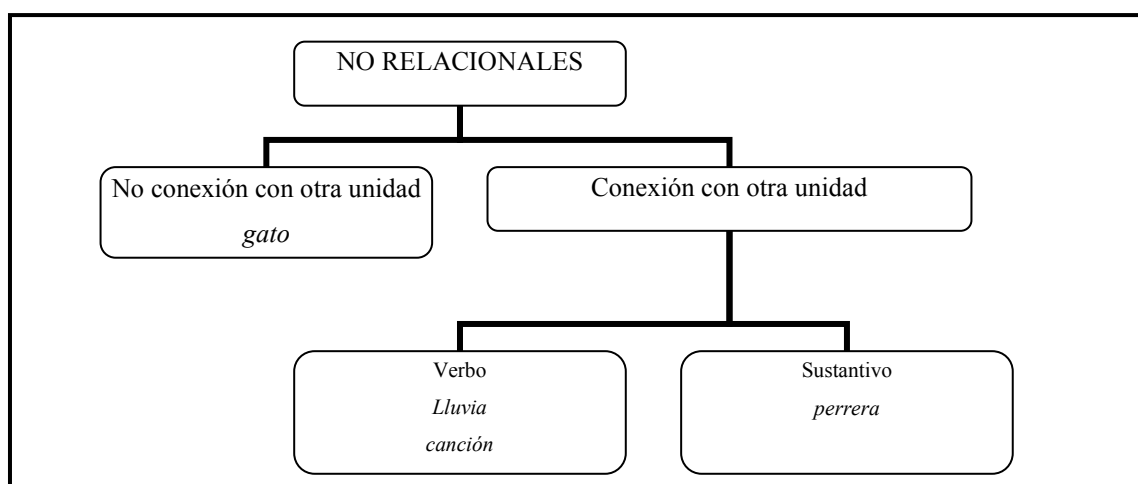 NO RELACIONALES
No conexión con otra unidad
gato
Conexión con otra unidad
Verbo
Lluvia
canción
Sustantivo
perrera